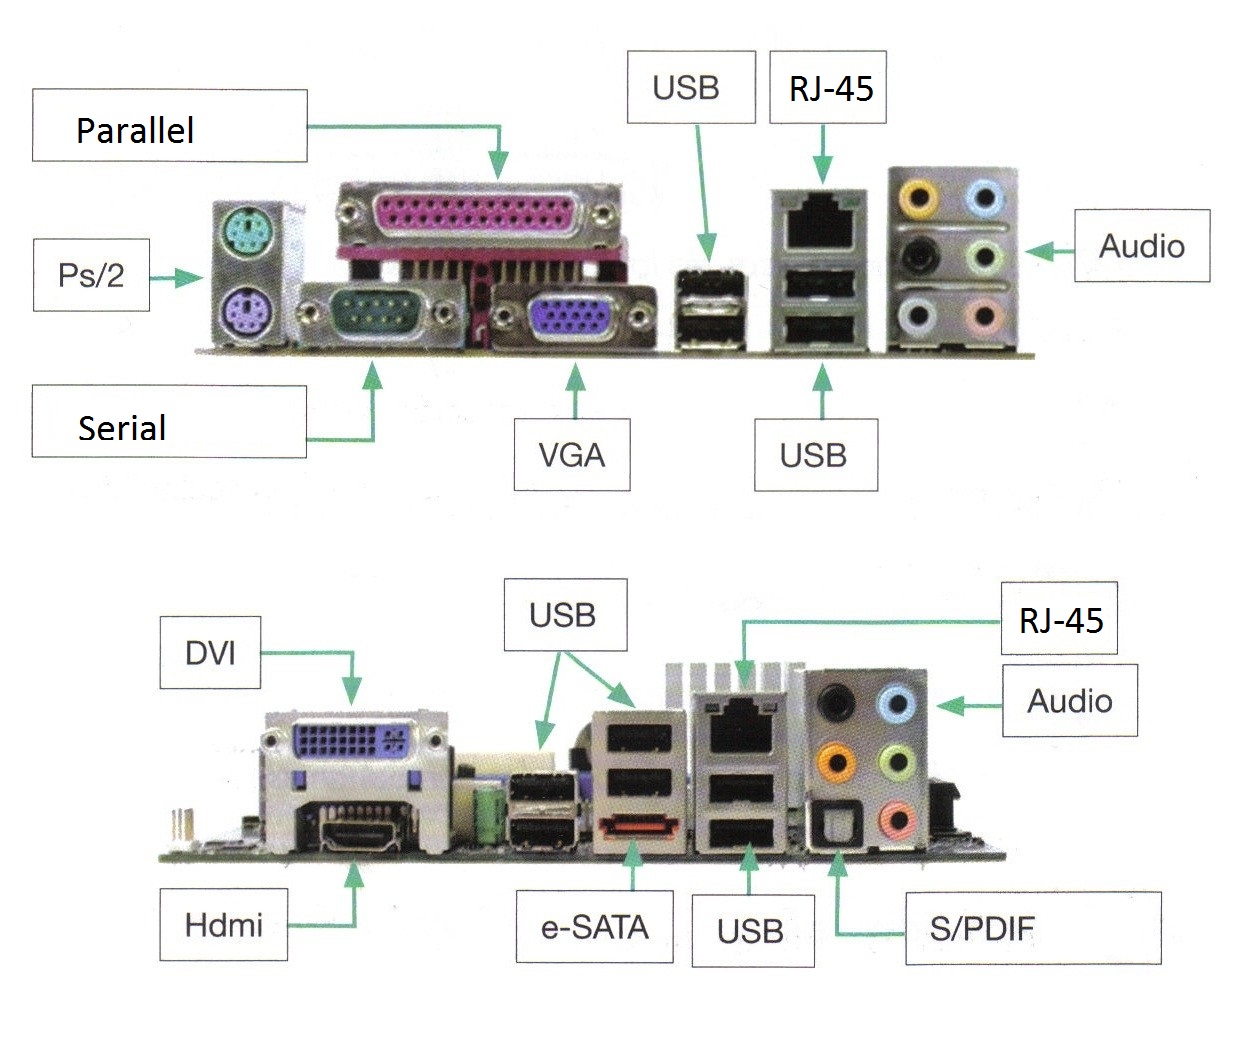 USB
RJ-45
Parallel
Ps/2
Audio
Serial
VGA
USB
USB
RJ-45
DVI
Audio
Hdmi
e-SATA
USB
S/PDIF